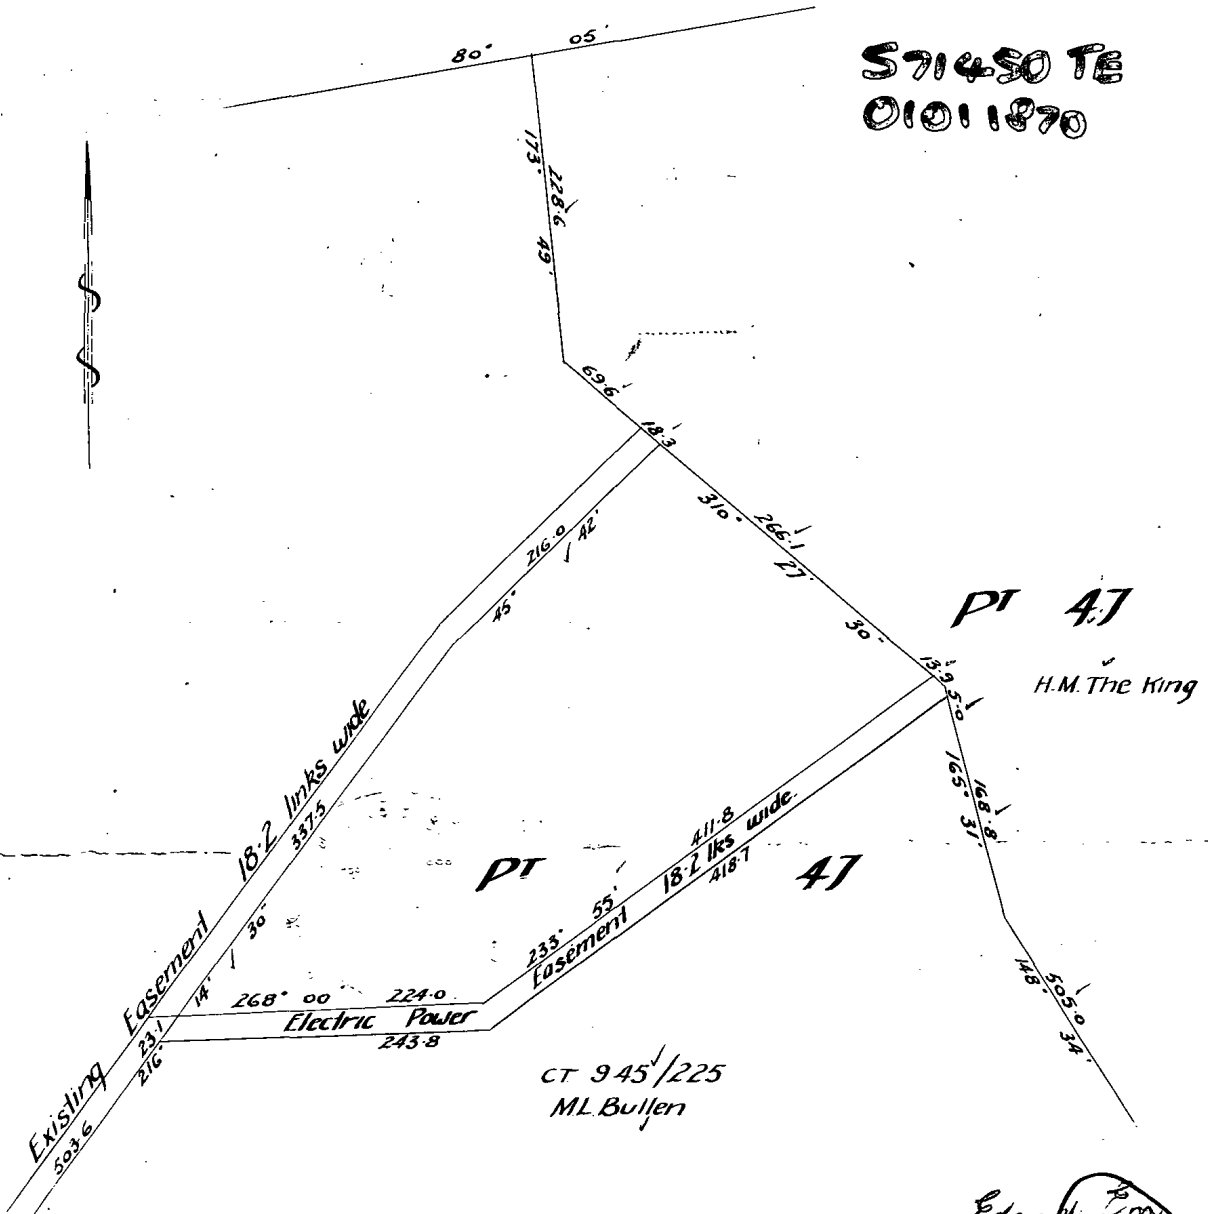 80° 05'
S71450 TE
01011870
173° 49'
228.6
69.6
18.3
216.0
45° 42'
310° 27' 30"
266.1
PT 47
H.M. The King
13.9
5.0
165° 31'
168.8
148° 34'
505.0
Existing Easement 18.2 links wide
337.5
216° 14' 30"
23.1
503.6
PT 47
411.8
233° 55'
Easement 18.2 lks wide.
418.7
268° 00' 224.0
Electric Power
243.8
CT 945/225
M.L. Bullen